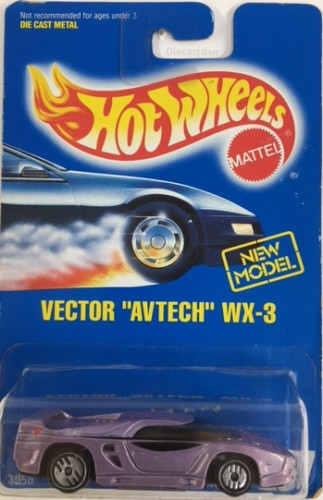 Not recommended for ages under 3
DIE CAST METAL
Diecastdan
HOT WHEELS
MATTEL
NEW
MODEL
VECTOR "AVTECH" WX-3
3050